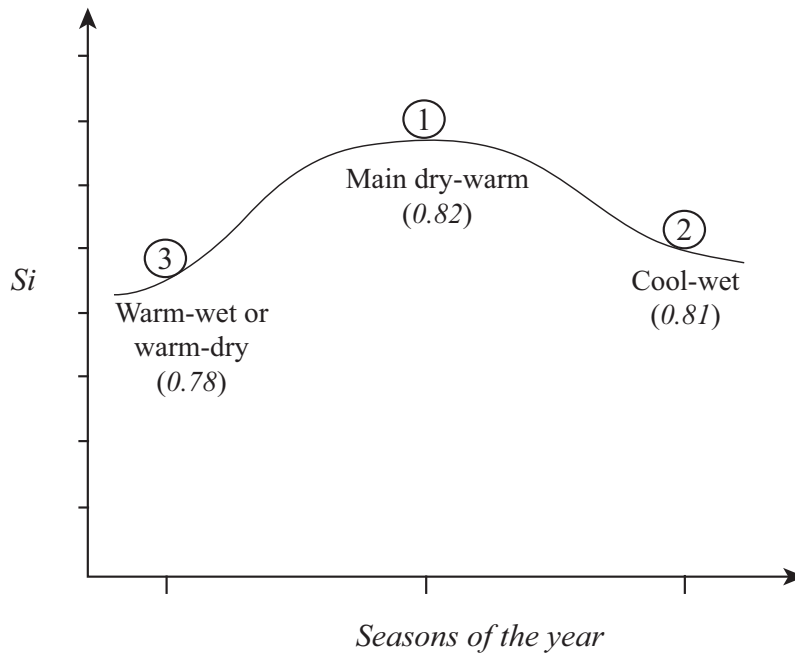 1
Main dry-warm
(0.82)
2
Cool-wet
(0.81)
3
Warm-wet or
warm-dry
(0.78)
Si
Seasons of the year